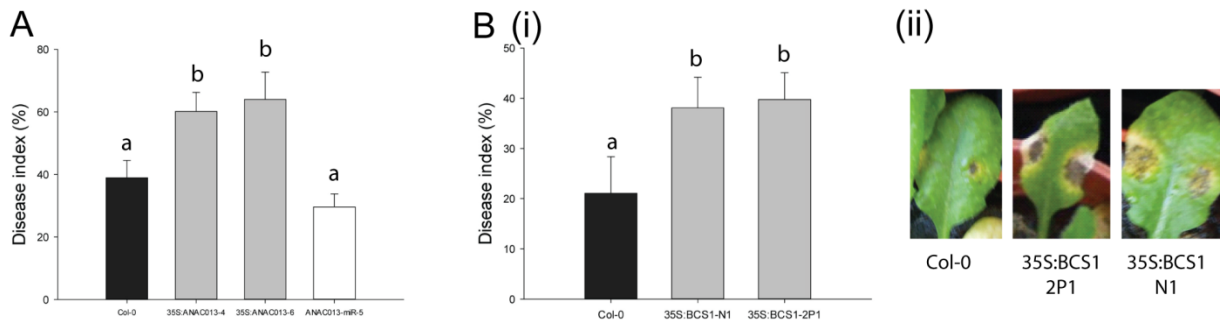 A
Disease index (%)
80
60
40
20
0
a
b
b
a
Col-0
35S:ANAC013-4
35S:ANAC013-6
ANAC013-miR-5
B (i)
Disease index (%)
50
40
30
20
10
0
a
b
b
Col-0
35S:BCS1-N1
35S:BCS1-2P1
(ii)
Col-0
35S:BCS1
2P1
35S:BCS1
N1